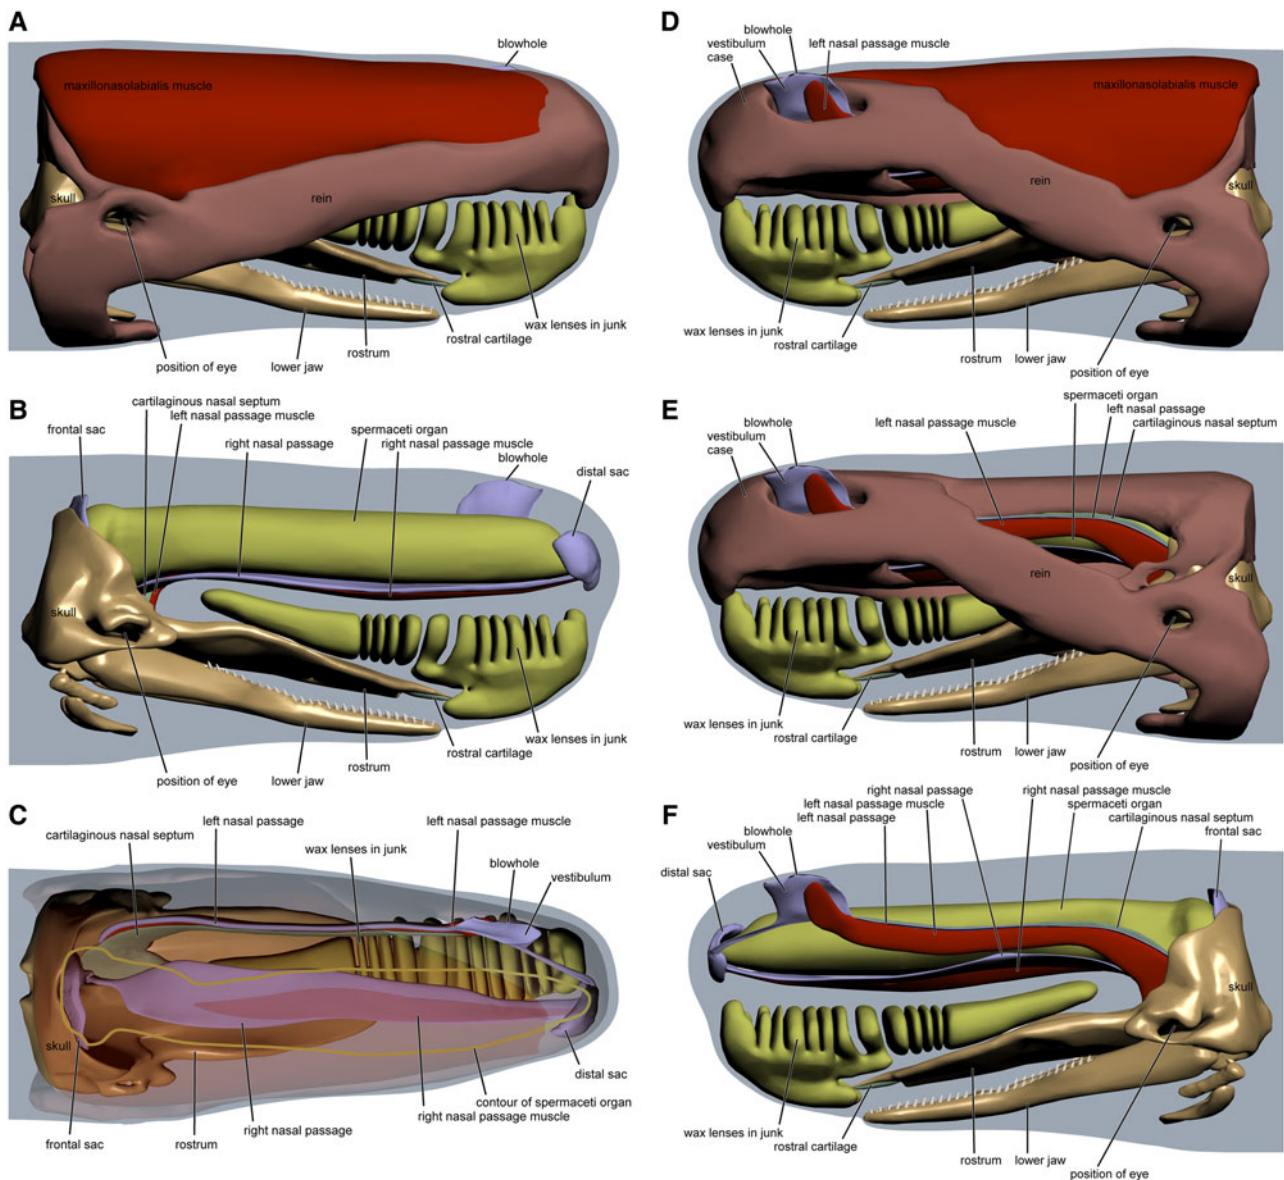 A
blowhole
maxillonasolabialis muscle
skull
rein
wax lenses in junk
rostral cartilage
rostrum
lower jaw
position of eye
B
cartilaginous nasal septum
left nasal passage muscle
frontal sac
spermaceti organ
right nasal passage
right nasal passage muscle
blowhole
distal sac
skull
wax lenses in junk
rostral cartilage
rostrum
lower jaw
position of eye
C
left nasal passage
left nasal passage muscle
cartilaginous nasal septum
wax lenses in junk
blowhole
vestibulum
skull
distal sac
contour of spermaceti organ
right nasal passage muscle
right nasal passage
frontal sac
rostrum
D
blowhole
vestibulum
left nasal passage muscle
case
maxillonasolabialis muscle
rein
skull
wax lenses in junk
rostral cartilage
rostrum
lower jaw
position of eye
E
spermaceti organ
blowhole
left nasal passage muscle
left nasal passage
vestibulum
cartilaginous nasal septum
case
rein
skull
wax lenses in junk
rostral cartilage
rostrum
lower jaw
position of eye
F
right nasal passage
right nasal passage muscle
left nasal passage muscle
spermaceti organ
left nasal passage
cartilaginous nasal septum
blowhole
frontal sac
vestibulum
distal sac
skull
wax lenses in junk
rostral cartilage
rostrum
lower jaw
position of eye